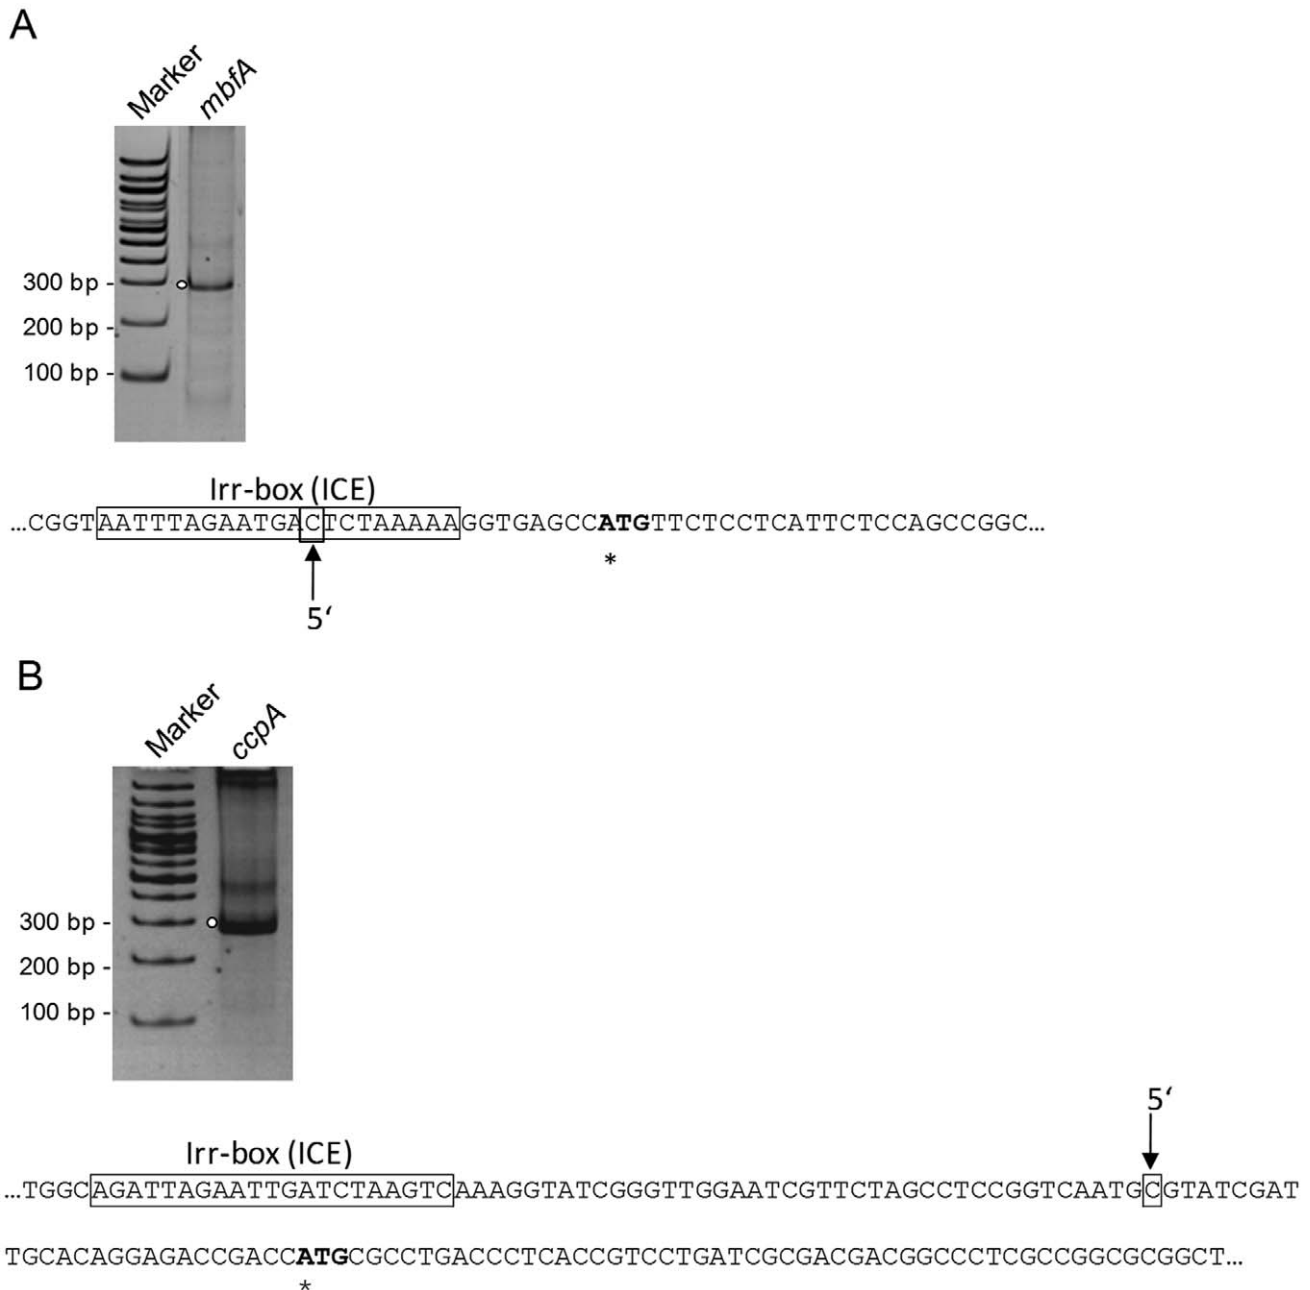 A
Marker mbfA
300 bp -
200 bp -
100 bp -
Irr-box (ICE)
...CGGTAATTTAGAATGACTCTAAAAAGGTGAGCCATGTTCTCCTCATTCTCCAGCCGGC...
*
5‘
B
Marker ccpA
300 bp -
200 bp -
100 bp -
5‘
Irr-box (ICE)
...TGGCAGATTAGAATTGATCTAAGTCAAAGGTATCGGGTTGGAATCGTTCTAGCCTCCGGTCAATGCGTATCGAT
TGCACAGGAGACCGACCATGCGCCTGACCCTCACCGTCCTGATCGCGACGACGGCCCTCGCCGGCGCGGCT...
*